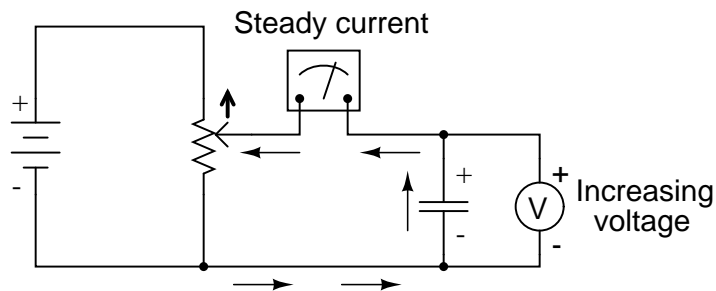 Steady current
+
-
+
-
V
+
-
Increasing
voltage